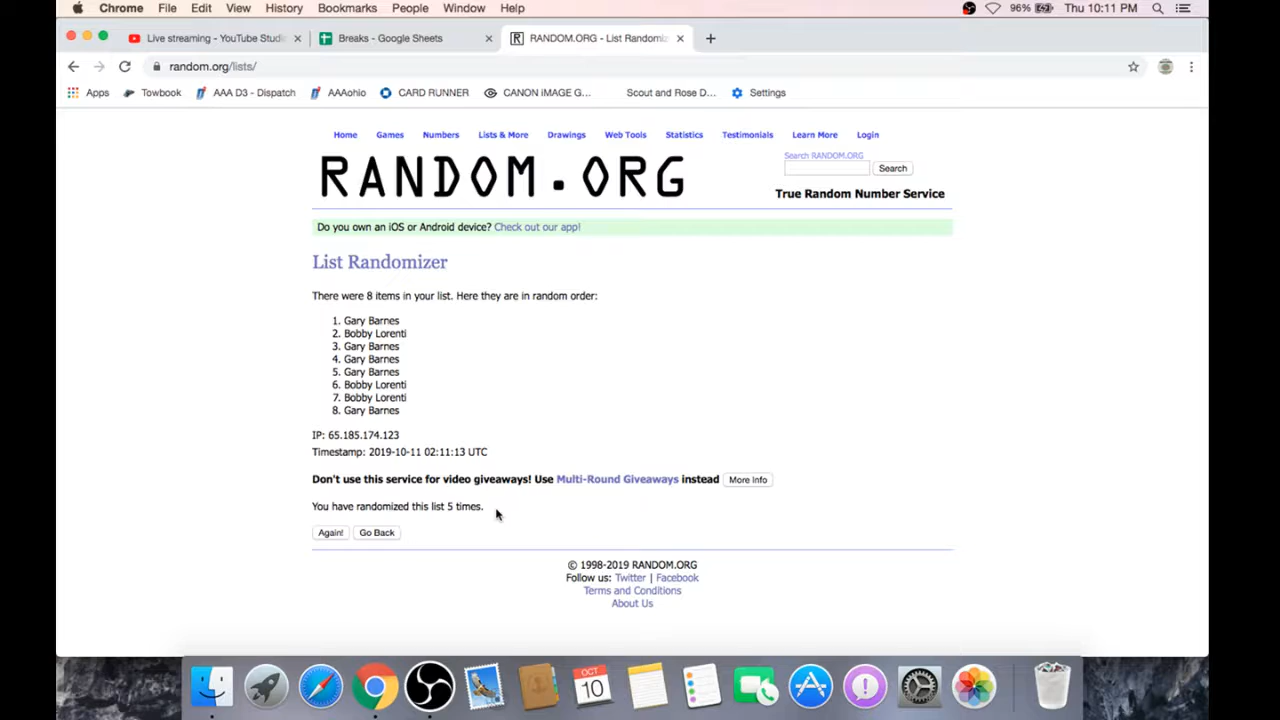 Chrome File Edit View History Bookmarks People Window Help 96% Thu 10:11 PM
Live streaming - YouTube Studi Breaks - Google Sheets RANDOM.ORG - List Randomiz
random.org/lists/
Apps Towbook AAA D3 - Dispatch AAAohio CARD RUNNER CANON iMAGE G... Scout and Rose D... Settings
Home Games Numbers Lists & More Drawings Web Tools Statistics Testimonials Learn More Login
Search RANDOM.ORG
RANDOM.ORG
Search
True Random Number Service
Do you own an iOS or Android device? Check out our app!
List Randomizer
There were 8 items in your list. Here they are in random order:
1. Gary Barnes
2. Bobby Lorenti
3. Gary Barnes
4. Gary Barnes
5. Gary Barnes
6. Bobby Lorenti
7. Bobby Lorenti
8. Gary Barnes
IP: 65.185.174.123
Timestamp: 2019-10-11 02:11:13 UTC
Don't use this service for video giveaways! Use Multi-Round Giveaways instead More Info
You have randomized this list 5 times.
Again! Go Back
© 1998-2019 RANDOM.ORG
Follow us: Twitter | Facebook
Terms and Conditions
About Us
OCT
10